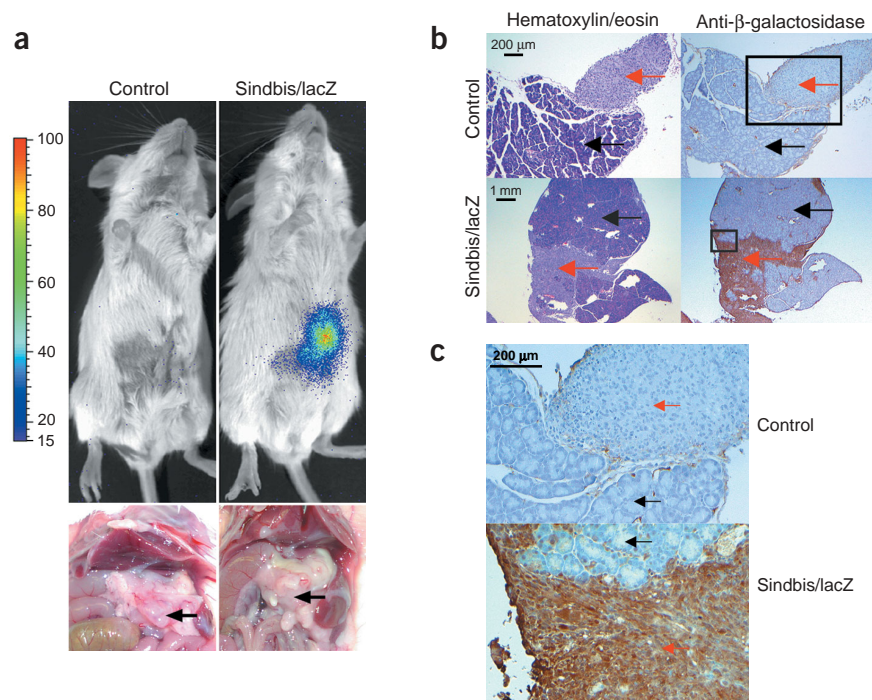 a
Control
Sindbis/lacZ
100
80
60
40
20
15
b
Hematoxylin/eosin
Anti-β-galactosidase
Control
200 μm
Sindbis/lacZ
1 mm
c
200 μm
Control
Sindbis/lacZ